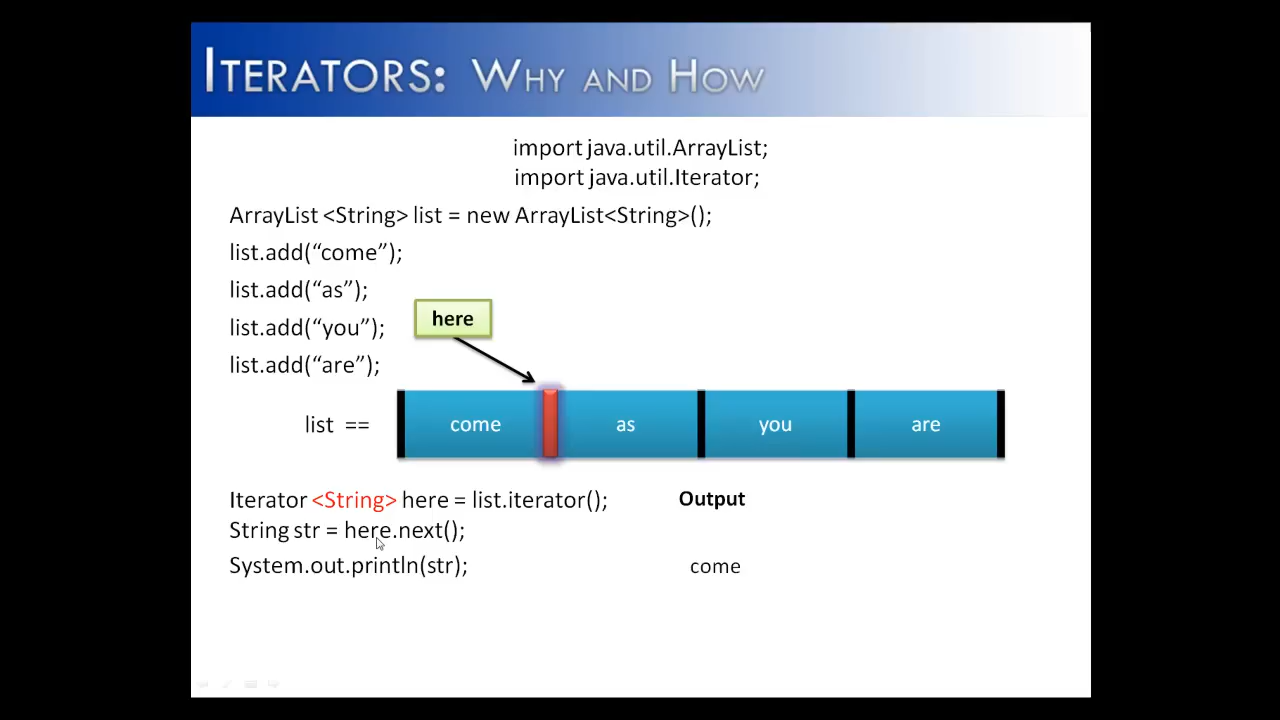 ITERATORS: WHY AND HOW
import java.util.ArrayList;
import java.util.Iterator;
ArrayList <String> list = new ArrayList<String>();
list.add(“come”);
list.add(“as”);
list.add(“you”);
list.add(“are”);
here
list == come as you are
Iterator <String> here = list.iterator();
String str = here.next();
System.out.println(str);
Output
come